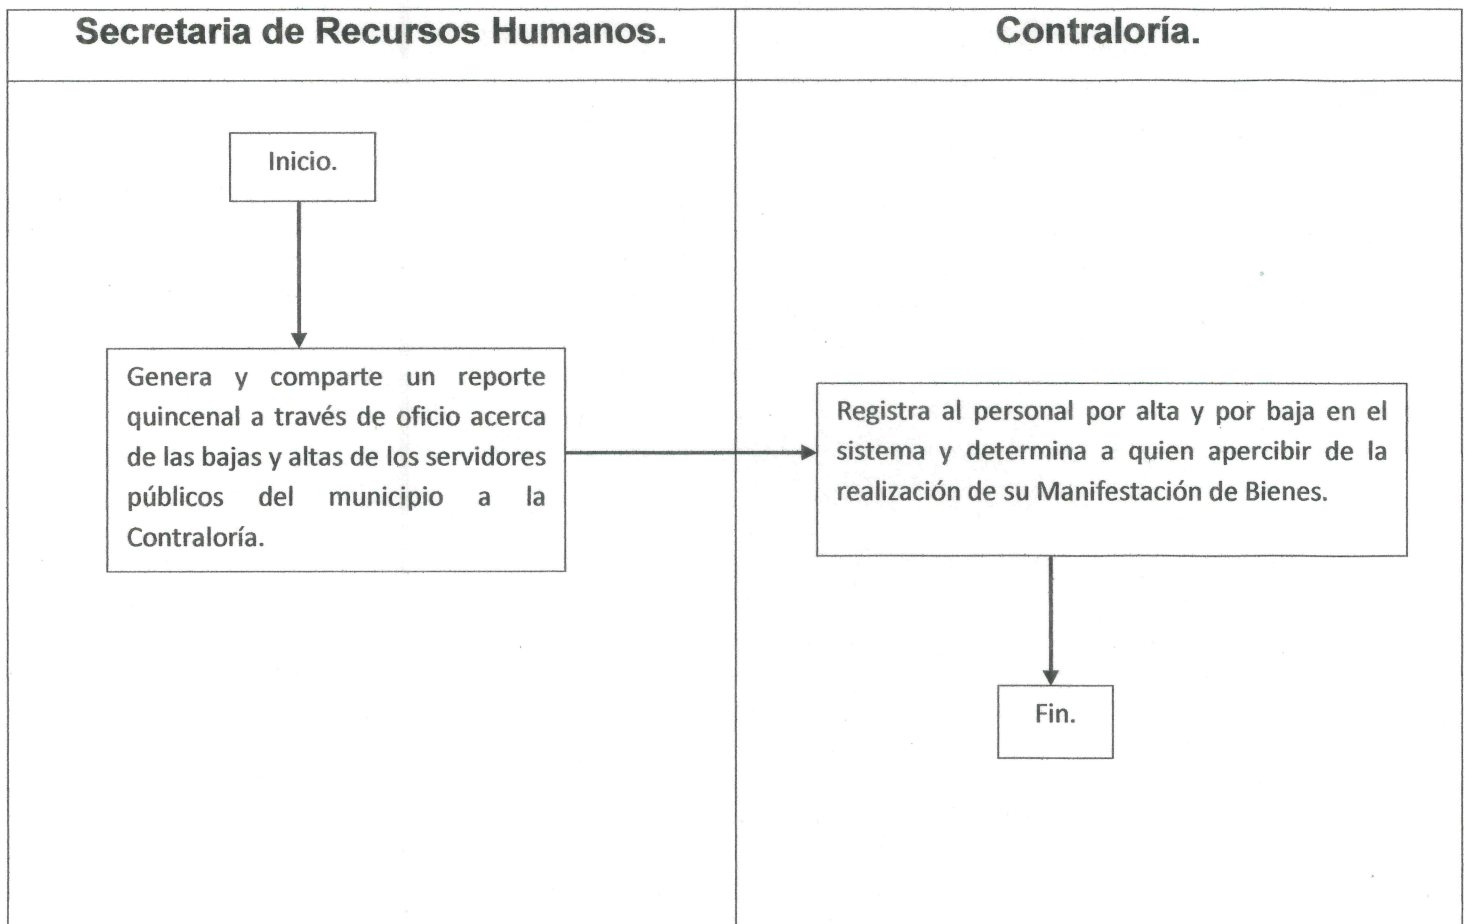 Secretaria de Recursos Humanos.
Contraloría.
Inicio.
Genera y comparte un reporte
quincenal a través de oficio acerca
de las bajas y altas de los servidores
públicos del municipio a la
Contraloría.
Registra al personal por alta y por baja en el
sistema y determina a quien apercibir de la
realización de su Manifestación de Bienes.
Fin.